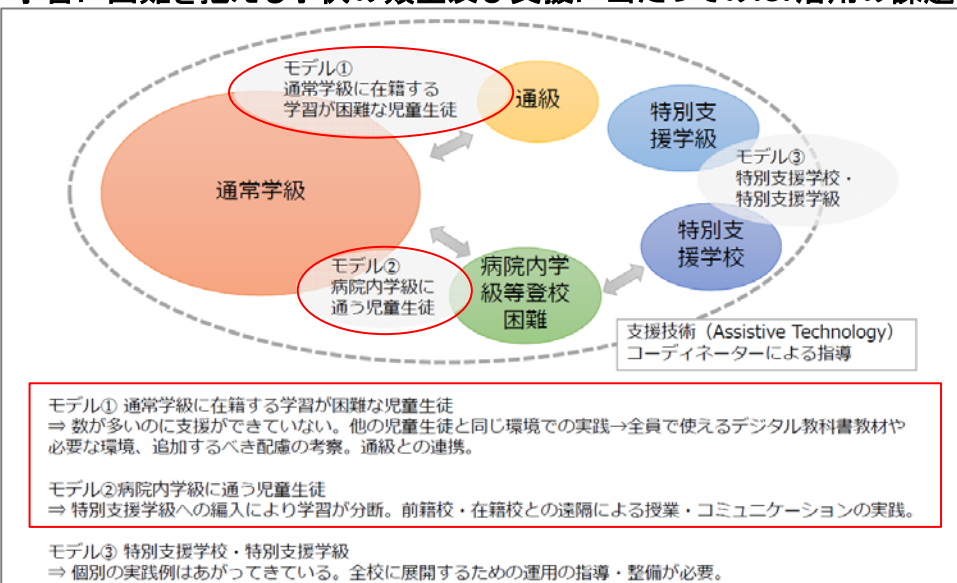 モデル①
通常学級に在籍する
学習が困難な児童生徒
通級
特別支
援学級
モデル③
特別支援学校・
特別支援学級
通常学級
特別支
援学校
モデル②
病院内学級に
通う児童生徒
病院内学
級等登校
困難
支援技術（Assistive Technology）
コーディネーターによる指導
モデル① 通常学級に在籍する学習が困難な児童生徒
⇒ 数が多いのに支援ができていない。他の児童生徒と同じ環境での実践→全員で使えるデジタル教科書教材や
必要な環境、追加するべき配慮の考察。通級との連携。
モデル②病院内学級に通う児童生徒
⇒ 特別支援学級への編入により学習が分断。前籍校・在籍校との遠隔による授業・コミュニケーションの実践。
モデル③ 特別支援学校・特別支援学級
⇒ 個別の実践例はあがってきている。全校に展開するための運用の指導・整備が必要。